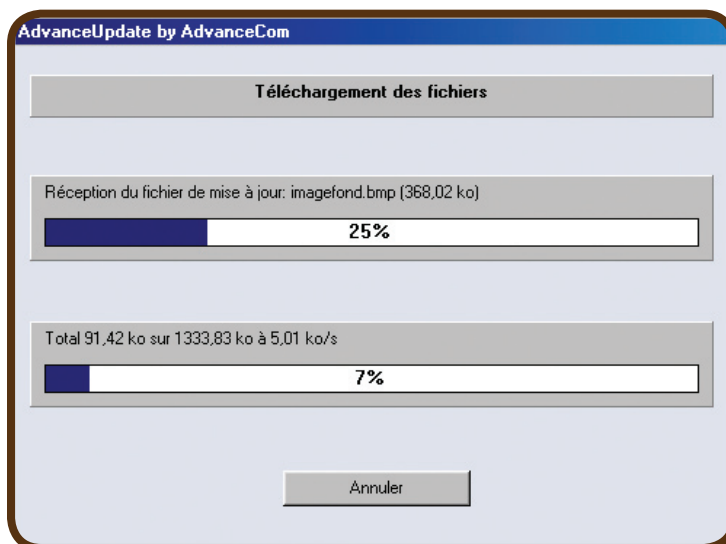 AdvanceUpdate by AdvanceCom
Téléchargement des fichiers
Réception du fichier de mise à jour: imagefond.bmp (368,02 ko)
25%
Total 91,42 ko sur 1333,83 ko à 5,01 ko/s
7%
Annuler